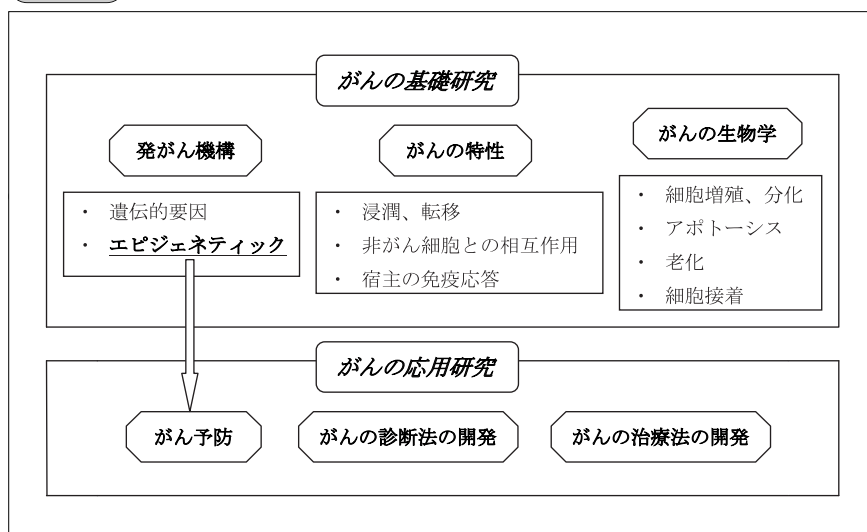 がんの基礎研究
発がん機構
・ 遺伝的要因
・ エピジェネティック
がんの特性
・ 浸潤、転移
・ 非がん細胞との相互作用
・ 宿主の免疫応答
がんの生物学
・ 細胞増殖、分化
・ アポトーシス
・ 老化
・ 細胞接着
がんの応用研究
がん予防
がんの診断法の開発
がんの治療法の開発